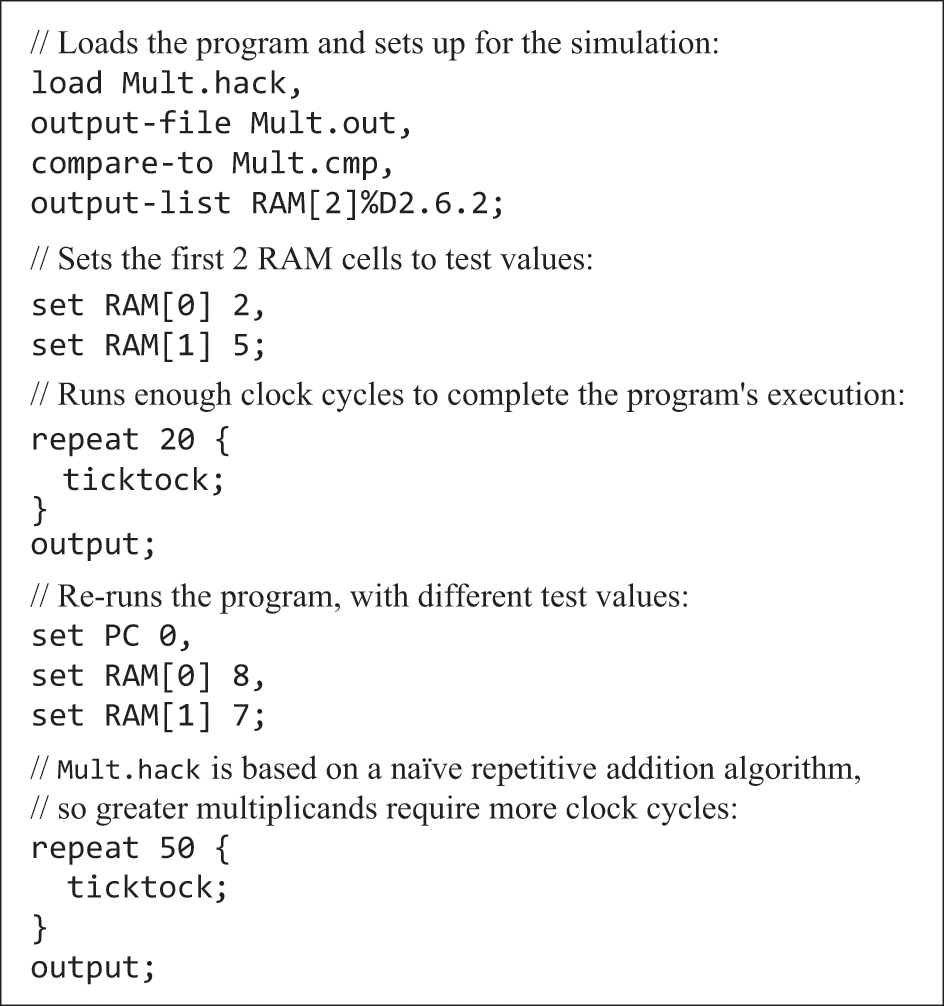 // Loads the program and sets up for the simulation:
load Mult.hack,
output-file Mult.out,
compare-to Mult.cmp,
output-list RAM[2]%D2.6.2;
// Sets the first 2 RAM cells to test values:
set RAM[0] 2,
set RAM[1] 5;
// Runs enough clock cycles to complete the program's execution:
repeat 20 {
  ticktock;
}
output;
// Re-runs the program, with different test values:
set PC 0,
set RAM[0] 8,
set RAM[1] 7;
// Mult.hack is based on a naïve repetitive addition algorithm,
// so greater multiplicands require more clock cycles:
repeat 50 {
  ticktock;
}
output;